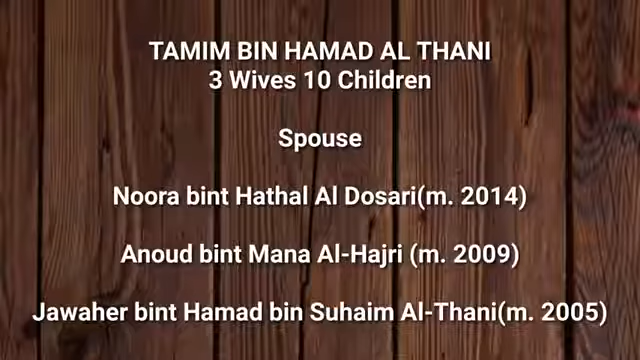 TAMIM BIN HAMAD AL THANI
3 Wives 10 Children
Spouse
Noora bint Hathal Al Dosari(m. 2014)
Anoud bint Mana Al-Hajri (m. 2009)
Jawaher bint Hamad bin Suhaim Al-Thani(m. 2005)